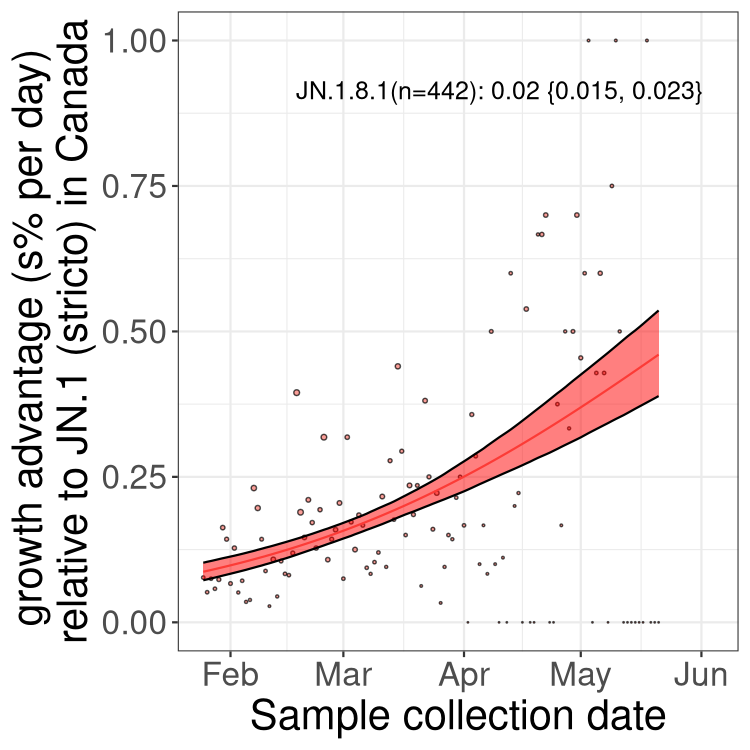 growth advantage (s% per day)
relative to JN.1 (stricto) in Canada
1.00
0.75
0.50
0.25
0.00
JN.1.8.1(n=442): 0.02 {0.015, 0.023}
Feb Mar Apr May Jun
Sample collection date